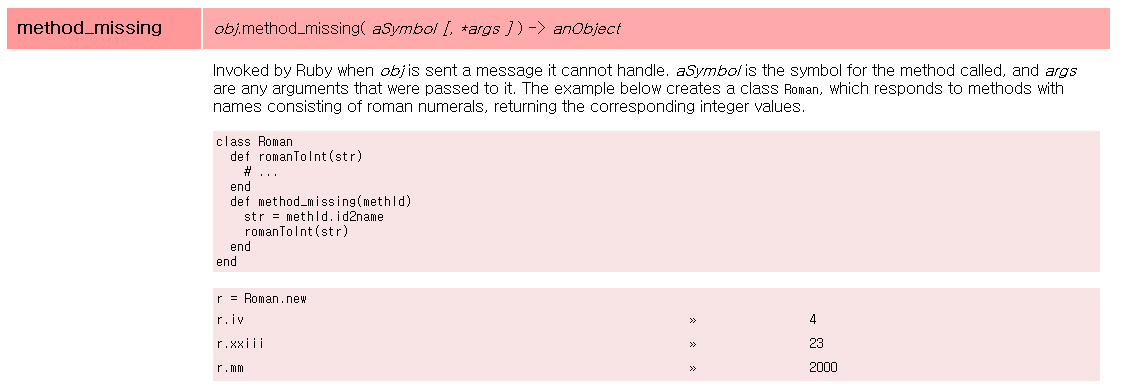 method_missing obj.method_missing( aSymbol [, *args ] ) -> anObject
Invoked by Ruby when obj is sent a message it cannot handle. aSymbol is the symbol for the method called, and args
are any arguments that were passed to it. The example below creates a class Roman, which responds to methods with
names consisting of roman numerals, returning the corresponding integer values.
class Roman
  def romanToInt(str)
    # ...
  end
  def method_missing(methId)
    str = methId.id2name
    romanToInt(str)
  end
end
r = Roman.new
r.iv » 4
r.xxiii » 23
r.mm » 2000